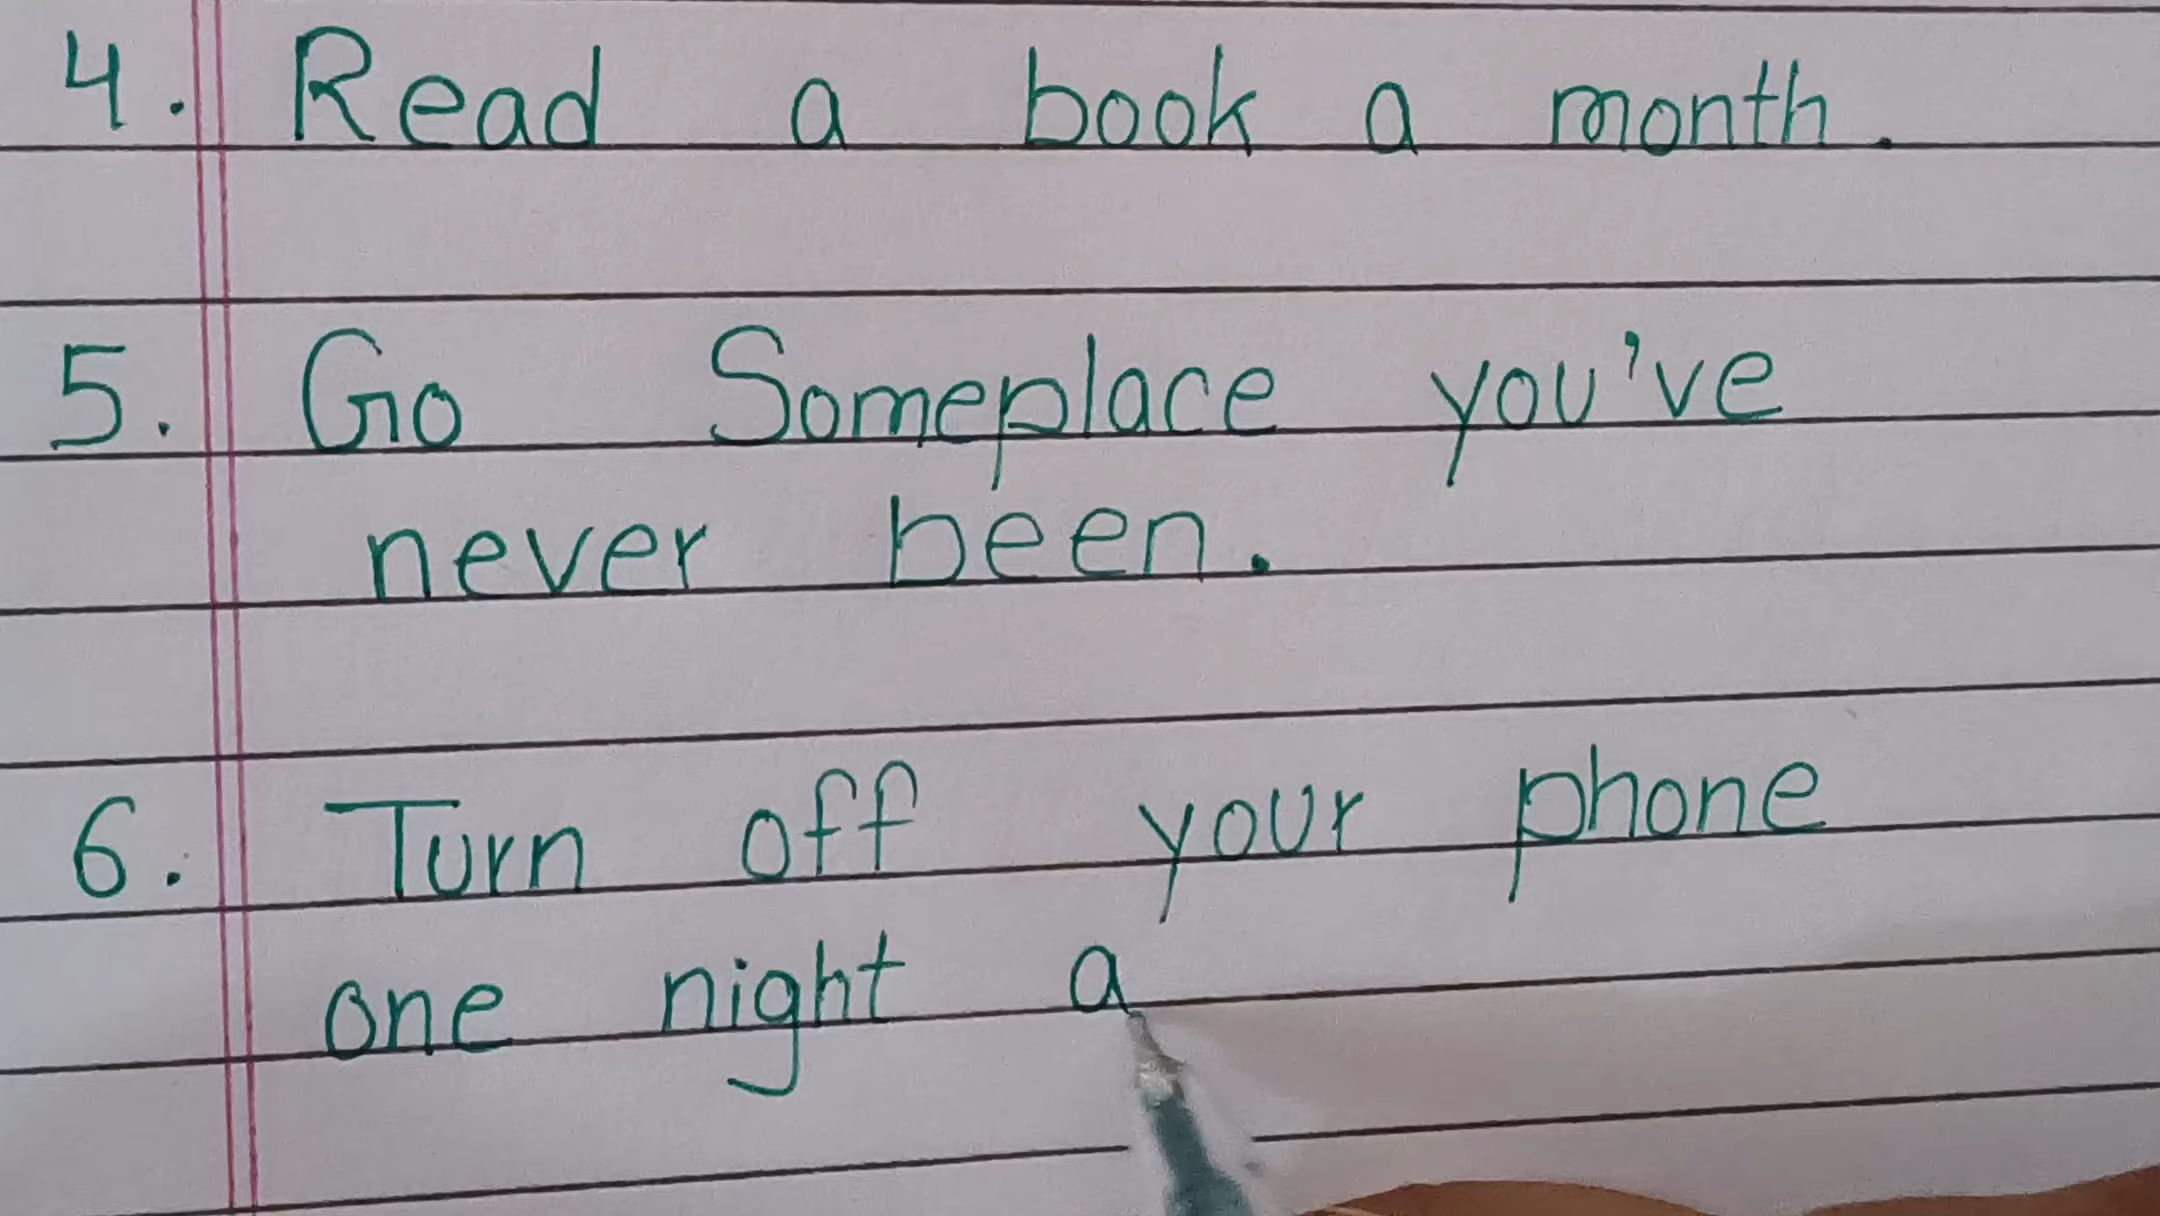 4. Read a book a month.
5. Go Someplace you've
never been.
6. Turn off your phone
one night a